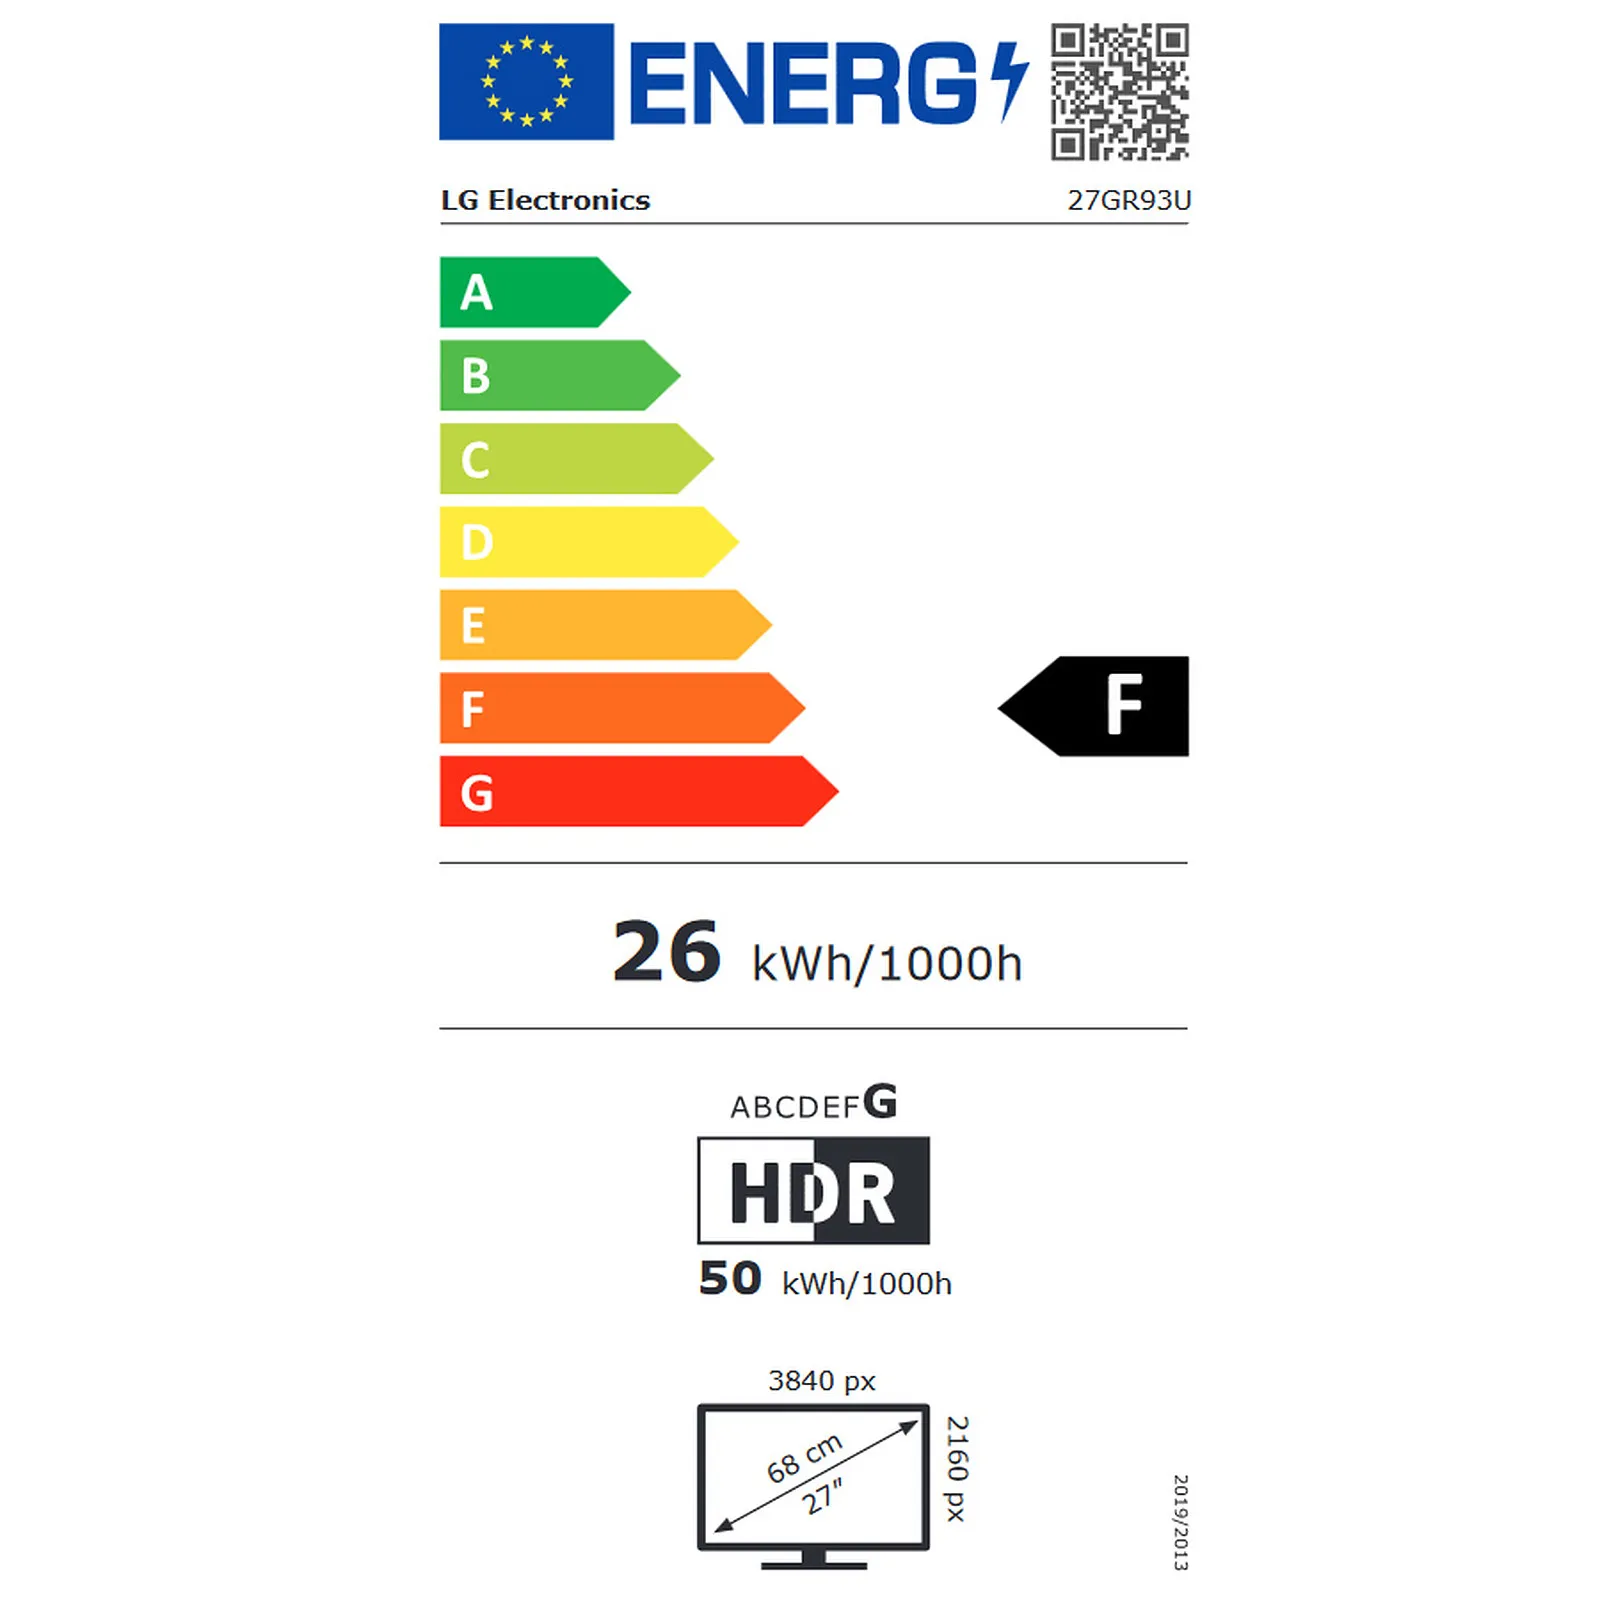 ENERG
LG Electronics 27GR93U
A
B
C
D
E
F
F
G
26 kWh/1000h
ABCDEFG
HDR
50 kWh/1000h
3840 px
68 cm
27"
2160 px
2019/2013